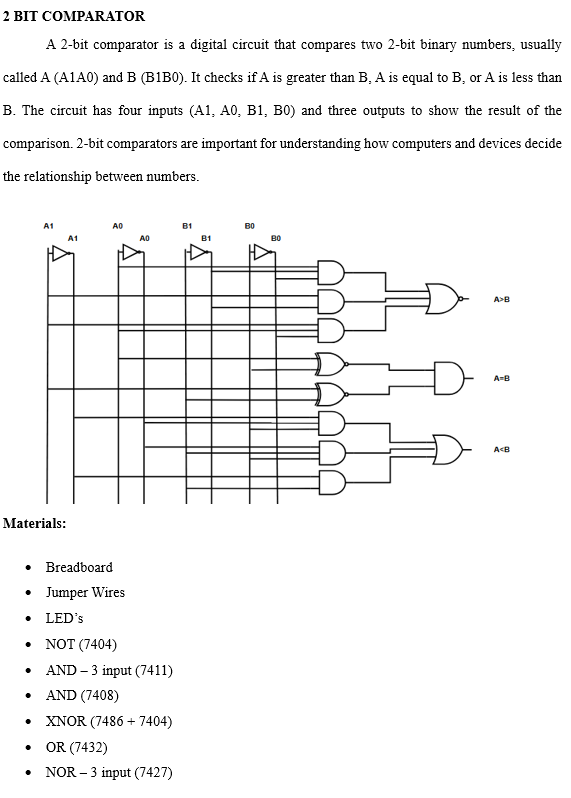 2 BIT COMPARATOR
A 2-bit comparator is a digital circuit that compares two 2-bit binary numbers, usually
called A (A1A0) and B (B1B0). It checks if A is greater than B, A is equal to B, or A is less than
B. The circuit has four inputs (A1, A0, B1, B0) and three outputs to show the result of the
comparison. 2-bit comparators are important for understanding how computers and devices decide
the relationship between numbers.
A1 A0 B1 B0
A1 A0 B1 B0
A>B
A=B
A<B
Materials:
• Breadboard
• Jumper Wires
• LED’s
• NOT (7404)
• AND – 3 input (7411)
• AND (7408)
• XNOR (7486 + 7404)
• OR (7432)
• NOR – 3 input (7427)